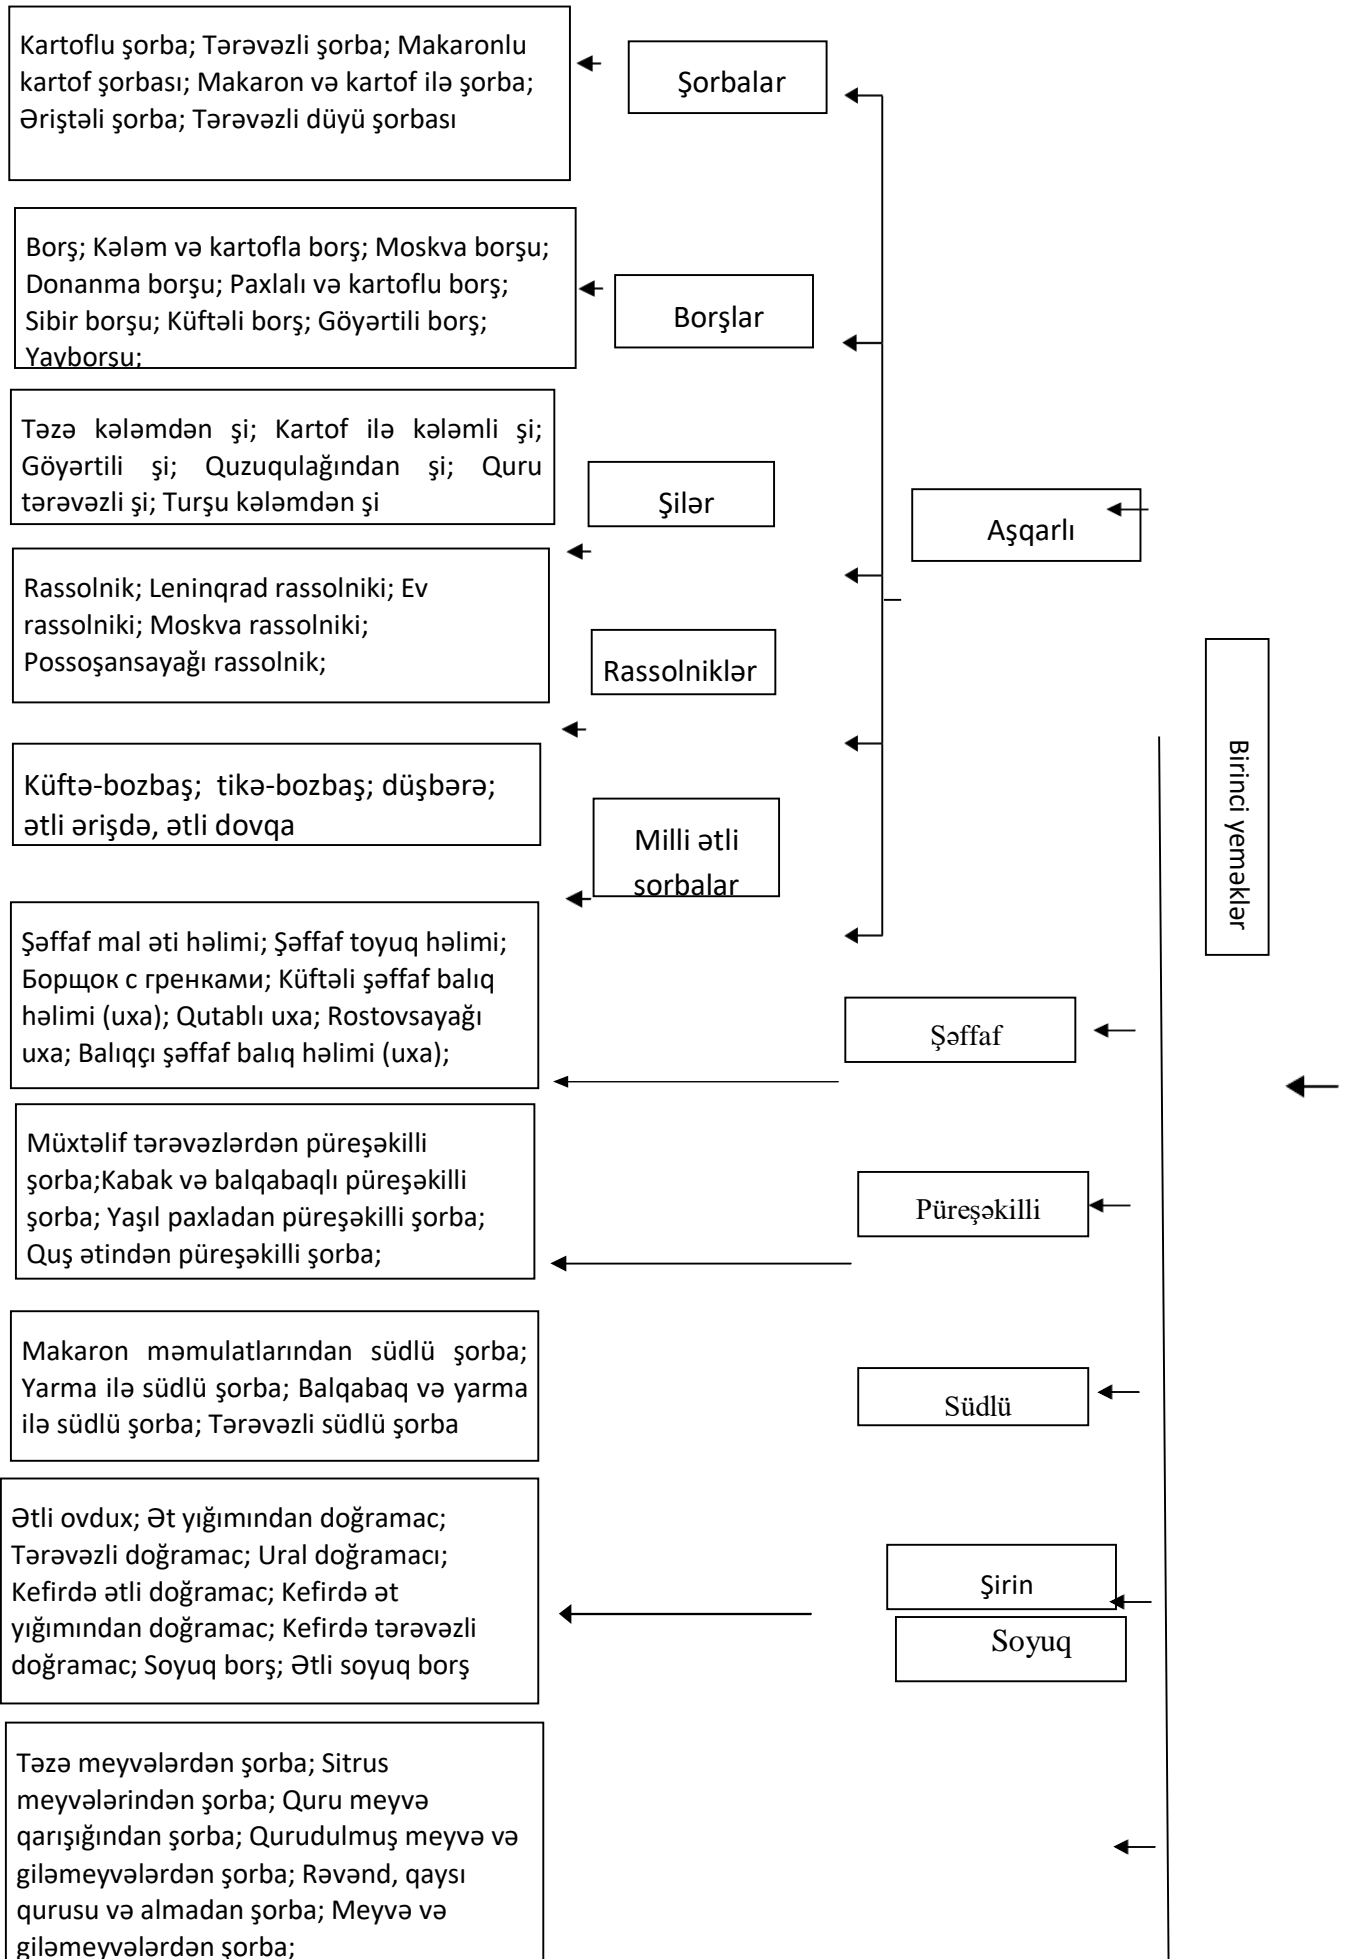 Kartoflu şorba; Tərəvəzli şorba; Makaronlu
kartof şorbası; Makaron və kartof ilə şorba;
Əriştəli şorba; Tərəvəzli düyü şorbası
Şorbalar
Borş; Kələm və kartofla borş; Moskva borşu;
Donanma borşu; Paxlalı və kartoflu borş;
Sibir borşu; Küftəli borş; Göyərtili borş;
Yayborşu;
Borşlar
Təzə kələmdən şi; Kartof ilə kələmli şi;
Göyərtili şi; Quzuqulağından şi; Quru
tərəvəzli şi; Turşu kələmdən şi
Şilər
Aşqarlı
Rassolnik; Leninqrad rassolniki; Ev
rassolniki; Moskva rassolniki;
Possoşansayağı rassolnik;
Rassolniklər
Birinci yeməklər
Küftə-bozbaş; tikə-bozbaş; düşbərə;
ətli ərişdə, ətli dovqa
Milli ətli
sorbalar
Şəffaf mal əti həlimi; Şəffaf toyuq həlimi;
Борщок с гренками; Küftəli şəffaf balıq
həlimi (uxa); Qutablı uxa; Rostovsayağı
uxa; Balıqçı şəffaf balıq həlimi (uxa);
Şəffaf
Müxtəlif tərəvəzlərdən püreşəkilli
şorba;Kabak və balqabaqlı püreşəkilli
şorba; Yaşıl paxladan püreşəkilli şorba;
Quş ətindən püreşəkilli şorba;
Püreşəkilli
Makaron məmulatlarından südlü şorba;
Yarma ilə südlü şorba; Balqabaq və yarma
ilə südlü şorba; Tərəvəzli südlü şorba
Südlü
Ətli ovdux; Ət yığımından doğramac;
Tərəvəzli doğramac; Ural doğramacı;
Kefirdə ətli doğramac; Kefirdə ət
yığımından doğramac; Kefirdə tərəvəzli
doğramac; Soyuq borş; Ətli soyuq borş
Şirin
Soyuq
Təzə meyvələrdən şorba; Sitrus
meyvələrindən şorba; Quru meyvə
qarışığından şorba; Qurudulmuş meyvə və
giləmeyvələrdən şorba; Rəvənd, qaysı
qurusu və almadan şorba; Meyvə və
giləmeyvələrdən şorba;